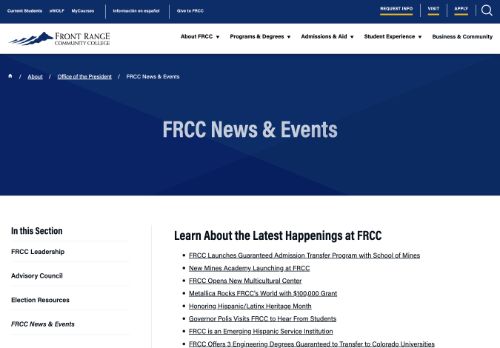 Current Students eWOLF MyCourses Información en español Give to FRCC REQUEST INFO VISIT APPLY
FRONT RANGE
COMMUNITY COLLEGE
About FRCC Programs & Degrees Admissions & Aid Student Experience Business & Community
/ About / Office of the President / FRCC News & Events
FRCC News & Events
In this Section
FRCC Leadership
Advisory Council
Election Resources
FRCC News & Events
Learn About the Latest Happenings at FRCC
FRCC Launches Guaranteed Admission Transfer Program with School of Mines
New Mines Academy Launching at FRCC
FRCC Opens New Multicultural Center
Metallica Rocks FRCC's World with $100,000 Grant
Honoring Hispanic/Latinx Heritage Month
Governor Polis Visits FRCC to Hear From Students
FRCC is an Emerging Hispanic Service Institution
FRCC Offers 3 Engineering Degrees Guaranteed to Transfer to Colorado Universities